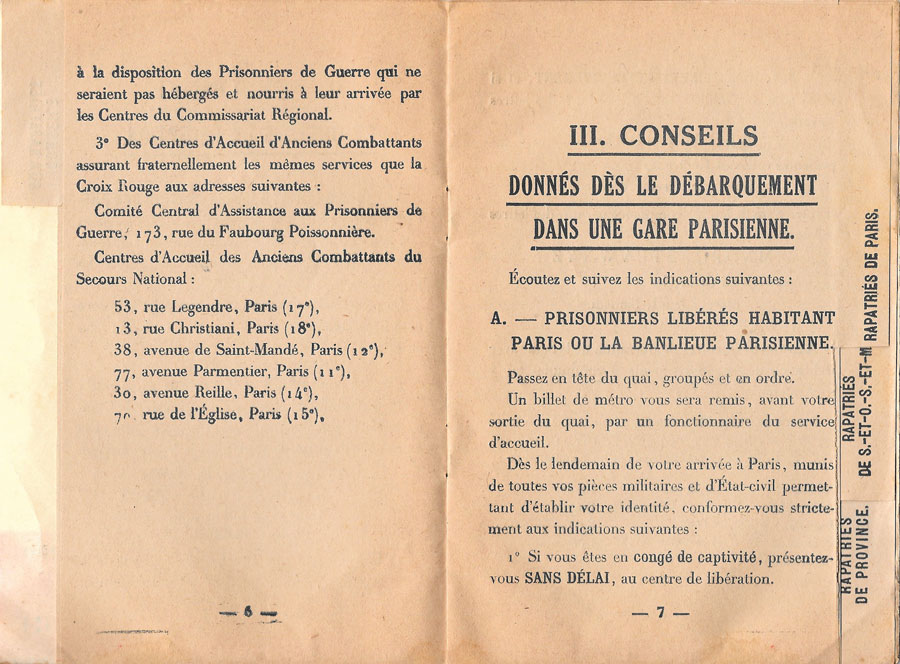 à la disposition des Prisonniers de Guerre qui ne
seraient pas hébergés et nourris à leur arrivée par
les Centres du Commissariat Régional.
3° Des Centres d'Accueil d'Anciens Combattants
assurant fraternellement les mêmes services que la
Croix Rouge aux adresses suivantes :
Comité Central d'Assistance aux Prisonniers de
Guerre, 173, rue du Faubourg Poissonnière.
Centres d'Accueil des Anciens Combattants du
Secours National :
53, rue Legendre, Paris (17e),
13, rue Christiani, Paris (18e),
38, avenue de Saint-Mandé, Paris (12e),
77, avenue Parmentier, Paris (11e),
30, avenue Reille, Paris (14e),
rue de l'Église, Paris (15e),
— 6 —
III. CONSEILS
DONNÉS DÈS LE DÉBARQUEMENT
DANS UNE GARE PARISIENNE.
Écoutez et suivez les indications suivantes :
A. — PRISONNIERS LIBÉRÉS HABITANT
PARIS OU LA BANLIEUE PARISIENNE.
Passez en tête du quai, groupés et en ordre.
Un billet de métro vous sera remis, avant votre
sortie du quai, par un fonctionnaire du service
d'accueil.
Dès le lendemain de votre arrivée à Paris, munis
de toutes vos pièces militaires et d'État-civil permet-
tant d'établir votre identité, conformez-vous stricte-
ment aux indications suivantes :
1° Si vous êtes en congé de captivité, présentez-
vous SANS DÉLAI, au centre de libération.
— 7 —
RAPATRIÉS DE PARIS.
RAPATRIÉS
DE S.-ET-O.-S.-ET-M
RAPATRIÉS
DE PROVINCE.